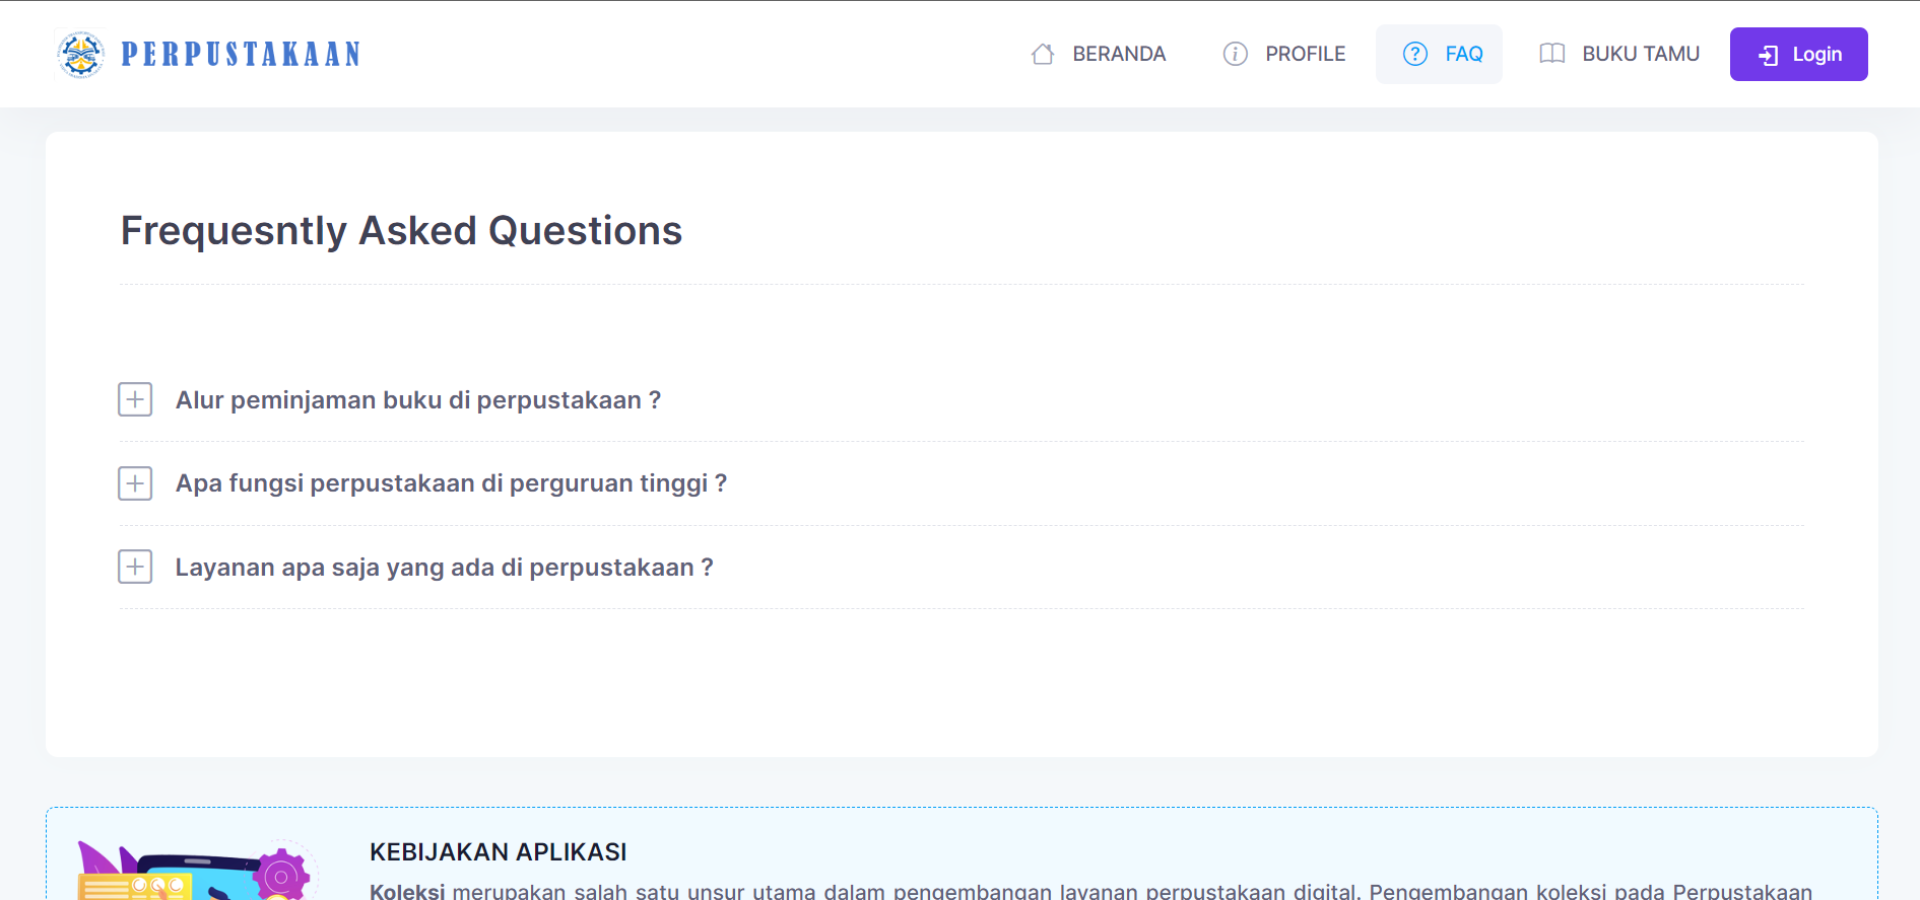 PERPUSTAKAAN
BERANDA
PROFILE
FAQ
BUKU TAMU
Login
Frequesntly Asked Questions
Alur peminjaman buku di perpustakaan ?
Apa fungsi perpustakaan di perguruan tinggi ?
Layanan apa saja yang ada di perpustakaan ?
KEBIJAKAN APLIKASI
Koleksi merupakan salah satu unsur utama dalam pengembangan layanan perpustakaan digital. Pengembangan koleksi pada Perpustakaan